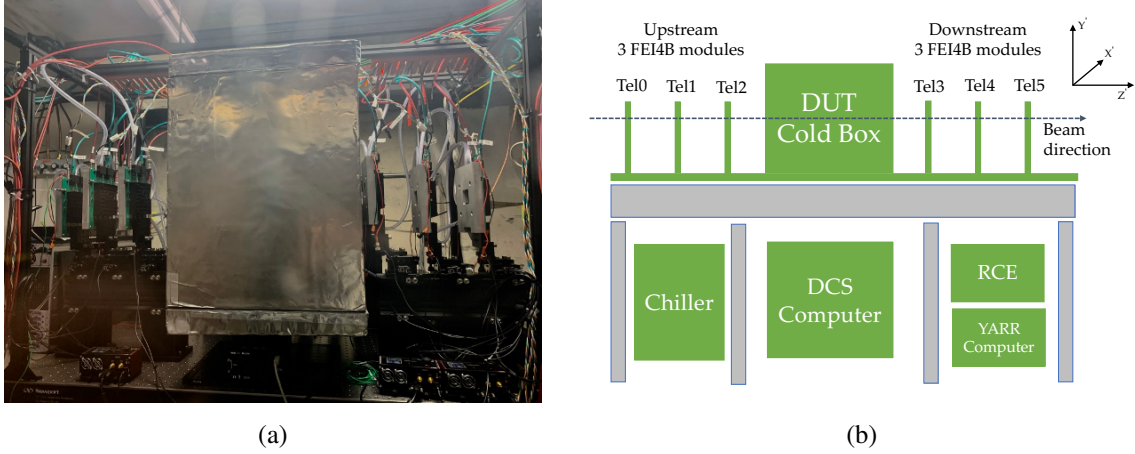 Upstream
3 FEI4B modules
Downstream
3 FEI4B modules
Y'
X'
Z'
Tel0
Tel1
Tel2
Tel3
Tel4
Tel5
DUT
Cold Box
Beam
direction
Chiller
DCS
Computer
RCE
YARR
Computer
Newport
(a)
(b)